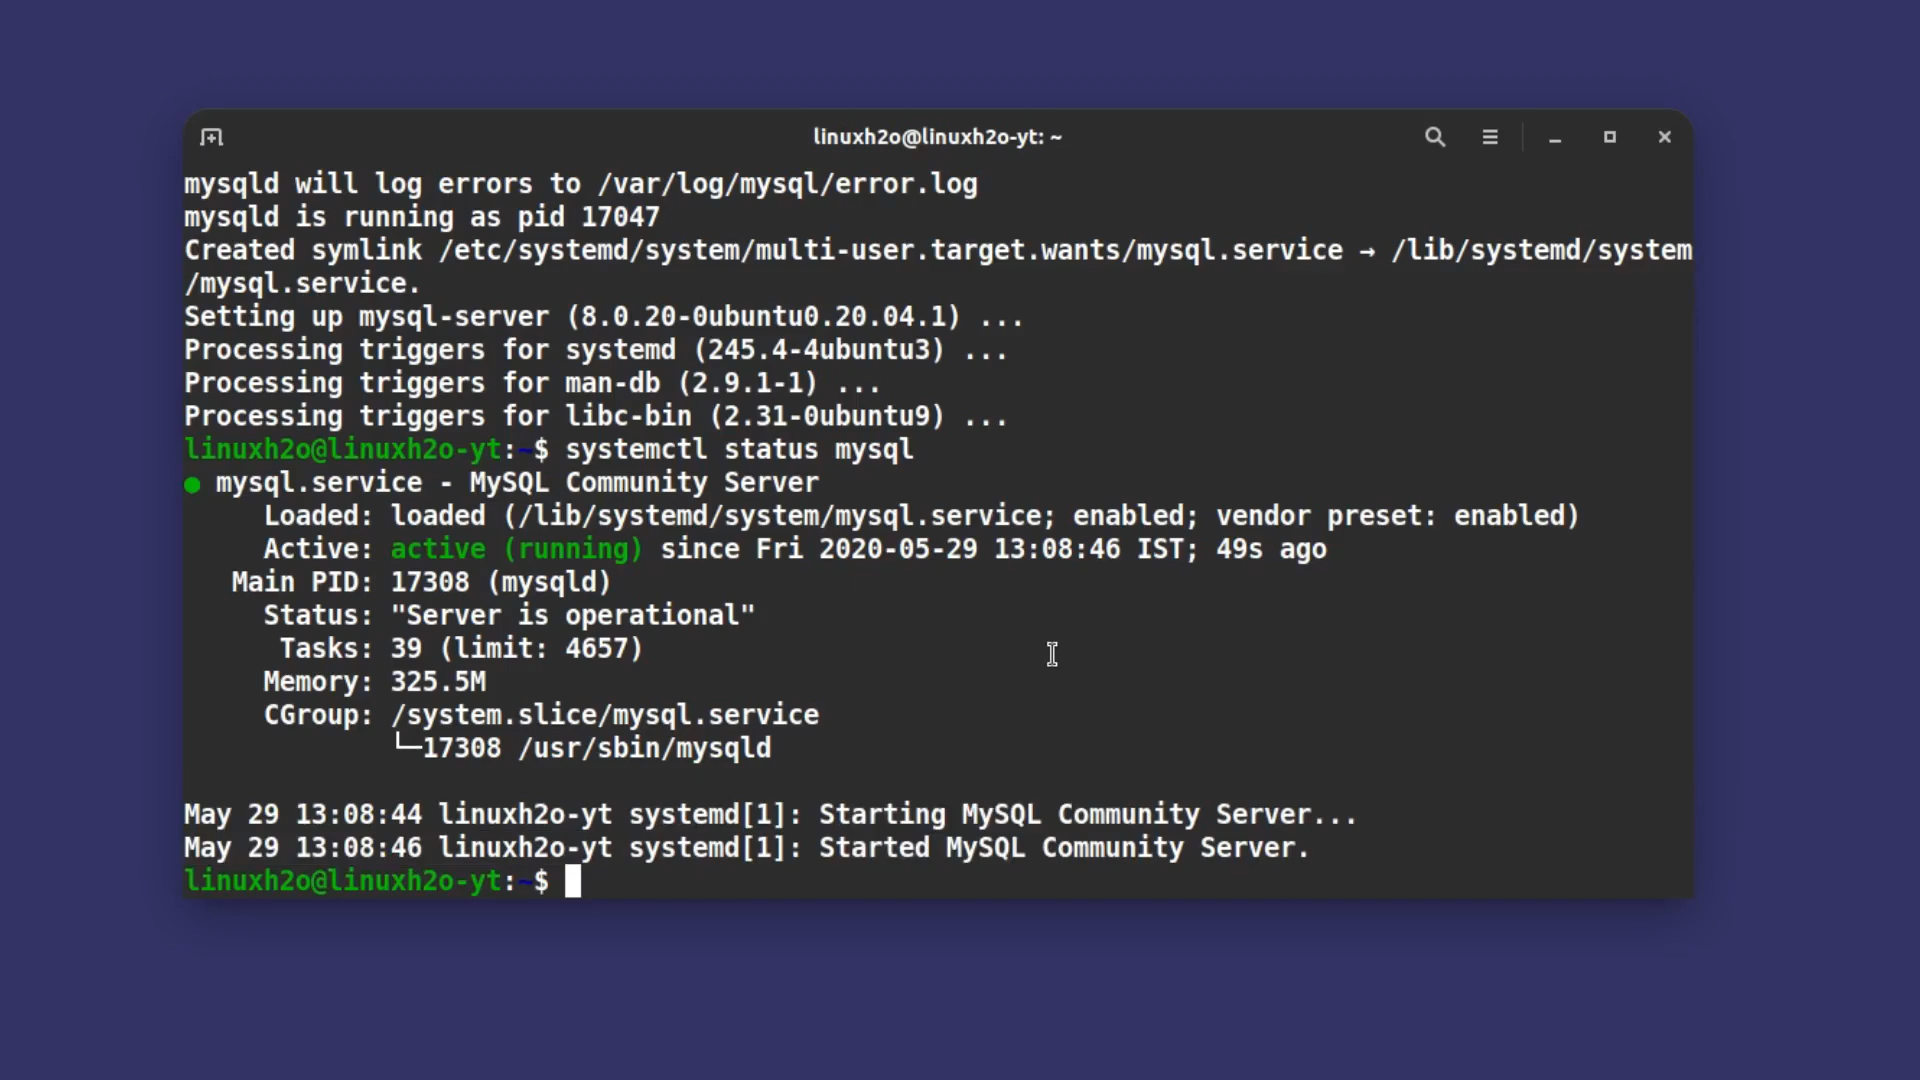 linuxh2o@linuxh2o-yt: ~
mysqld will log errors to /var/log/mysql/error.log
mysqld is running as pid 17047
Created symlink /etc/systemd/system/multi-user.target.wants/mysql.service → /lib/systemd/system
/mysql.service.
Setting up mysql-server (8.0.20-0ubuntu0.20.04.1) ...
Processing triggers for systemd (245.4-4ubuntu3) ...
Processing triggers for man-db (2.9.1-1) ...
Processing triggers for libc-bin (2.31-0ubuntu9) ...
linuxh2o@linuxh2o-yt:~$ systemctl status mysql
● mysql.service - MySQL Community Server
     Loaded: loaded (/lib/systemd/system/mysql.service; enabled; vendor preset: enabled)
     Active: active (running) since Fri 2020-05-29 13:08:46 IST; 49s ago
   Main PID: 17308 (mysqld)
     Status: "Server is operational"
      Tasks: 39 (limit: 4657)
     Memory: 325.5M
     CGroup: /system.slice/mysql.service
             └─17308 /usr/sbin/mysqld
May 29 13:08:44 linuxh2o-yt systemd[1]: Starting MySQL Community Server...
May 29 13:08:46 linuxh2o-yt systemd[1]: Started MySQL Community Server.
linuxh2o@linuxh2o-yt:~$